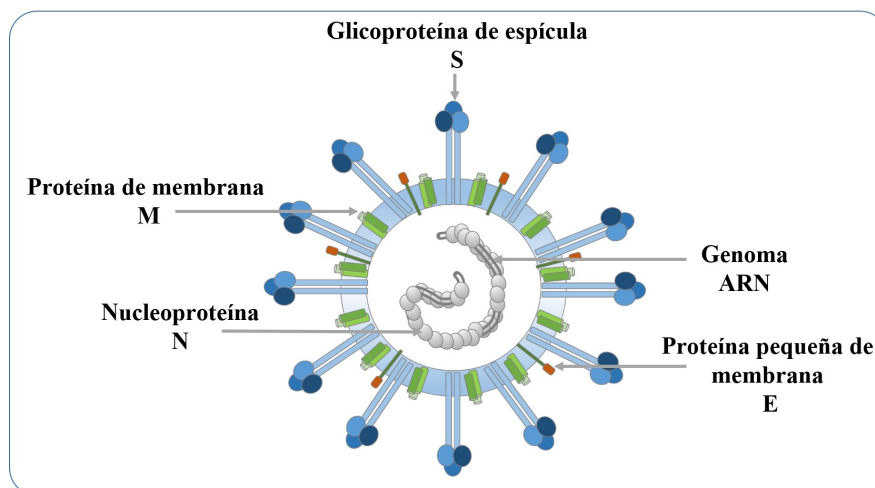 Glicoproteína de espícula
S
Proteína de membrana
M
Genoma
ARN
Nucleoproteína
N
Proteína pequeña de
membrana
E